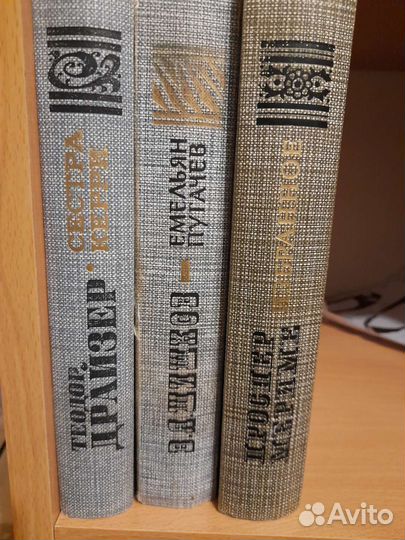 ТЕОДОР
ДРАЙЗЕР
СЕСТРА
КЕРРИ
В.Я.ШИШКОВ
ЕМЕЛЬЯН
ПУГАЧЕВ
ПРОСПЕР
МЕРИМЕ
ИЗБРАННОЕ
Avito